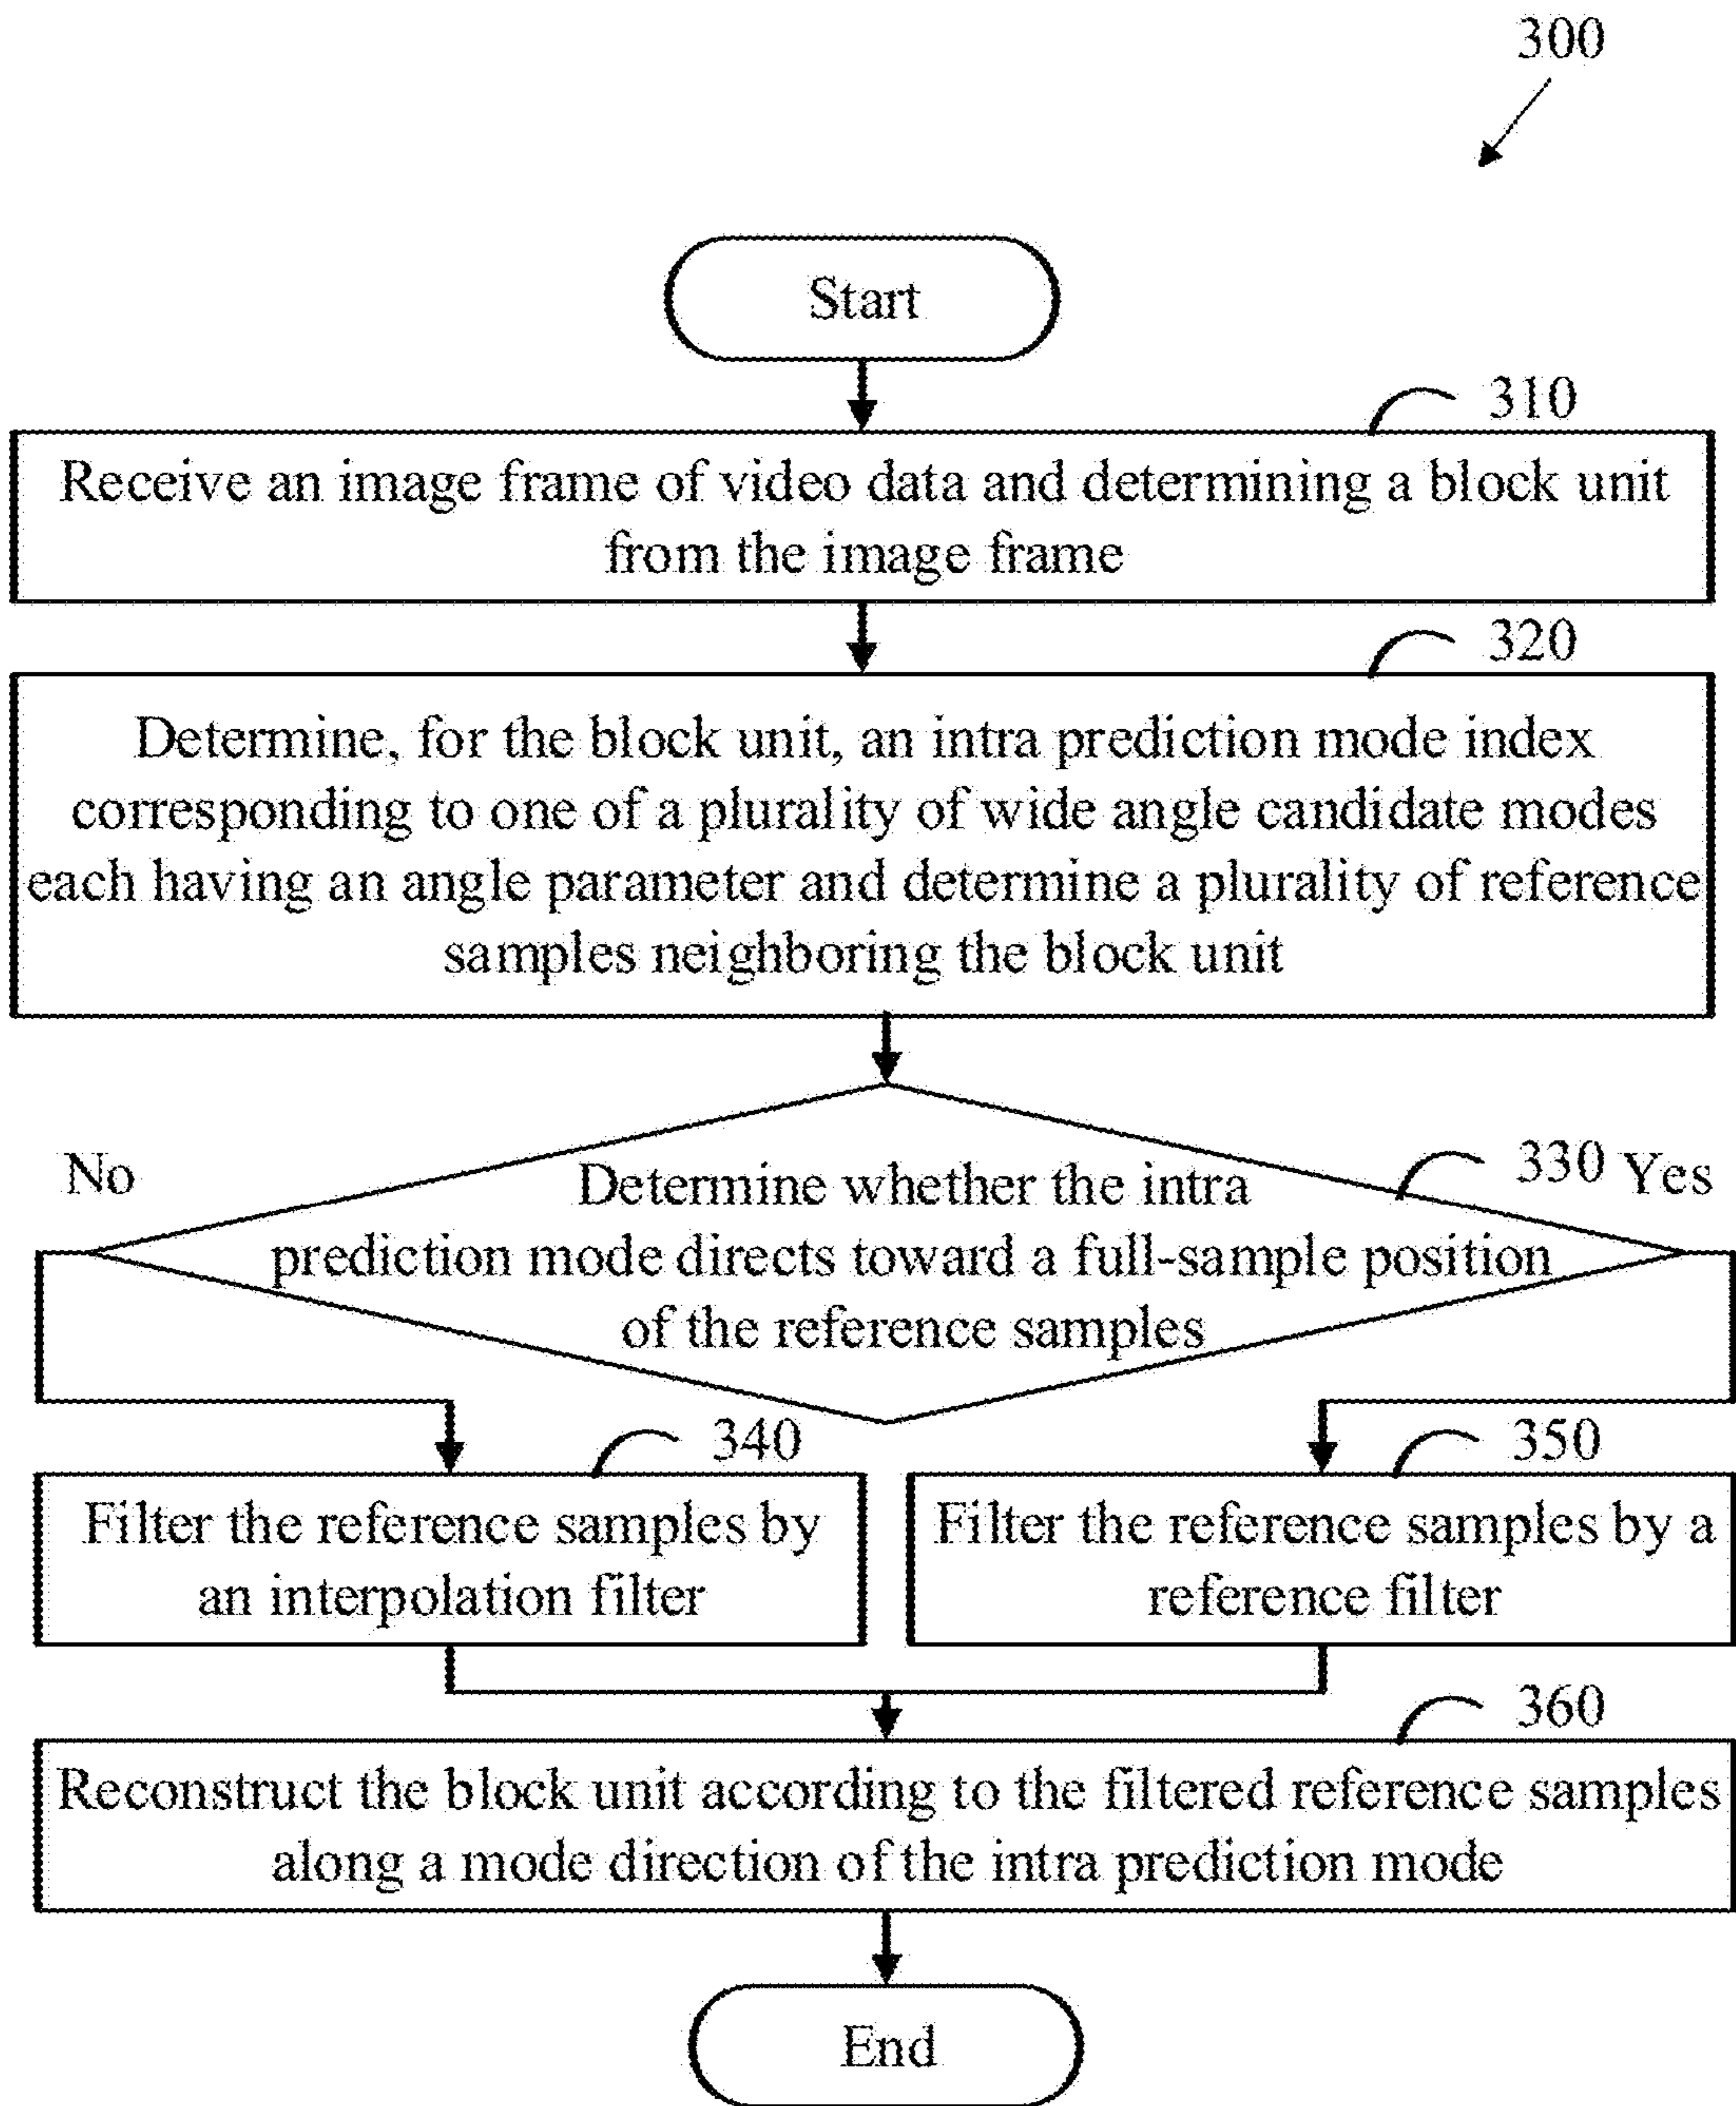 300
Start
310
Receive an image frame of video data and determining a block unit
from the image frame
320
Determine, for the block unit, an intra prediction mode index
corresponding to one of a plurality of wide angle candidate modes
each having an angle parameter and determine a plurality of reference
samples neighboring the block unit
No
330
Yes
Determine whether the intra
prediction mode directs toward a full-sample position
of the reference samples
340
350
Filter the reference samples by
an interpolation filter
Filter the reference samples by a
reference filter
360
Reconstruct the block unit according to the filtered reference samples
along a mode direction of the intra prediction mode
End